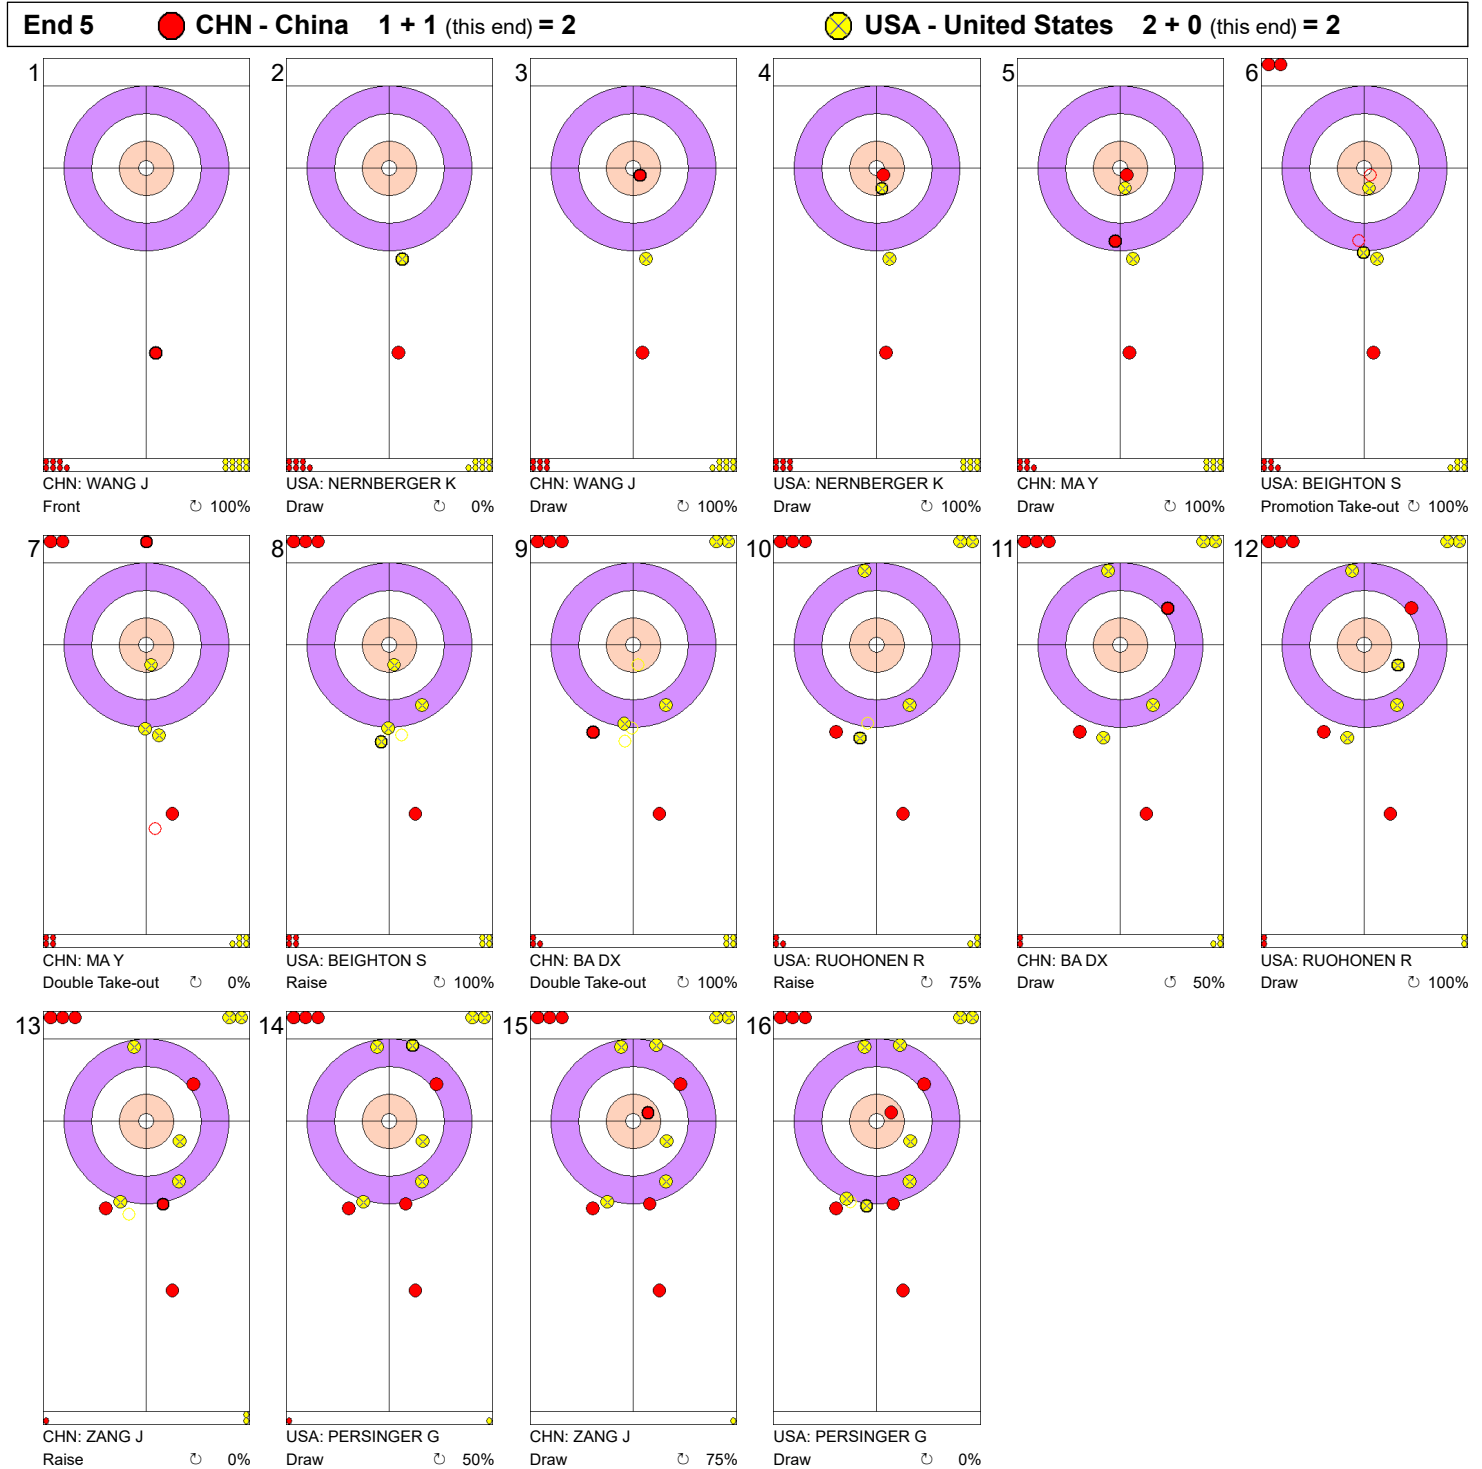 End 5 CHN - China 1 + 1 (this end) = 2 USA - United States 2 + 0 (this end) = 2
1 2 3 4 5 6
CHN: WANG J USA: NERNBERGER K CHN: WANG J USA: NERNBERGER K CHN: MA Y USA: BEIGHTON S
Front ↻ 100% Draw ↻ 0% Draw ↻ 100% Draw ↻ 100% Draw ↻ 100% Promotion Take-out ↻ 100%
7 8 9 10 11 12
CHN: MA Y USA: BEIGHTON S CHN: BA DX USA: RUOHONEN R CHN: BA DX USA: RUOHONEN R
Double Take-out ↻ 0% Raise ↻ 100% Double Take-out ↻ 100% Raise ↻ 75% Draw ↺ 50% Draw ↻ 100%
13 14 15 16
CHN: ZANG J USA: PERSINGER G CHN: ZANG J USA: PERSINGER G
Raise ↻ 0% Draw ↻ 50% Draw ↻ 75% Draw ↻ 0%